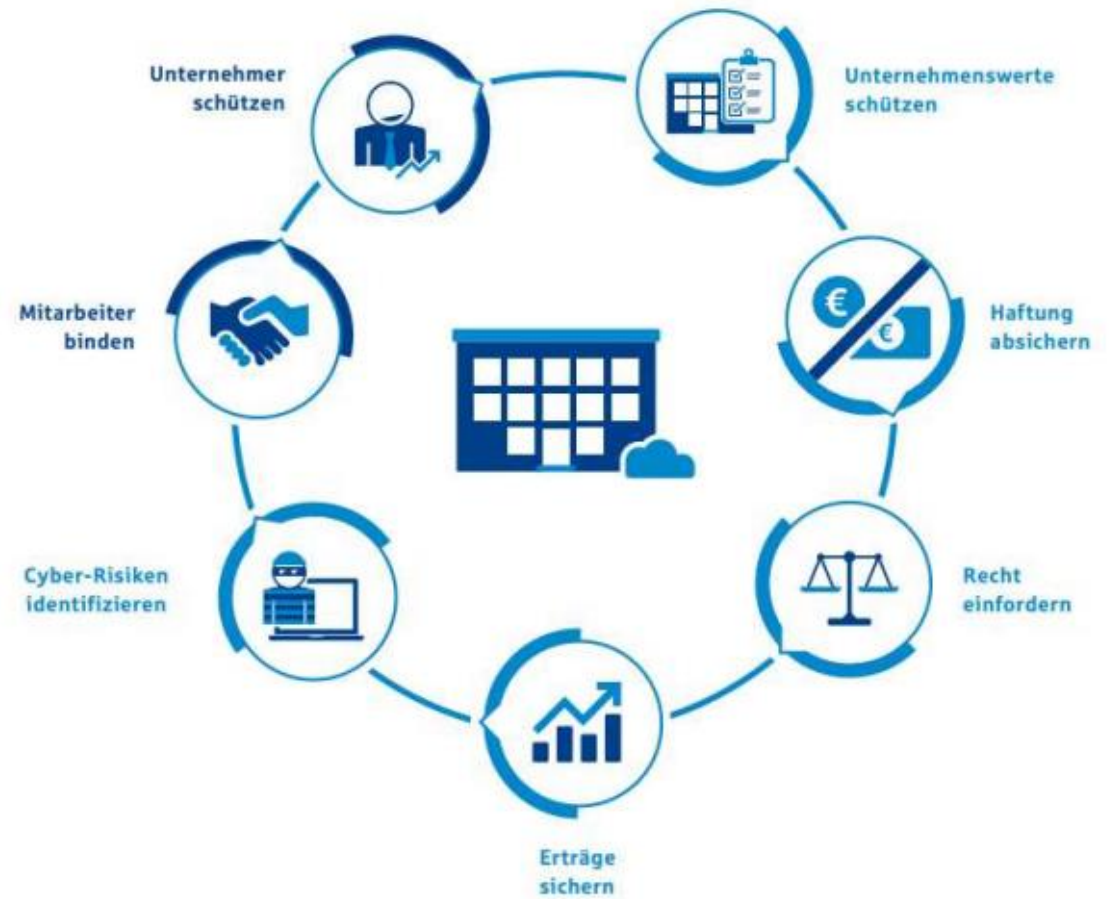 Unternehmer
schützen
Unternehmenswerte
schützen
Haftung
absichern
Recht
einfordern
Erträge
sichern
Cyber-Risiken
identifizieren
Mitarbeiter
binden
€
€